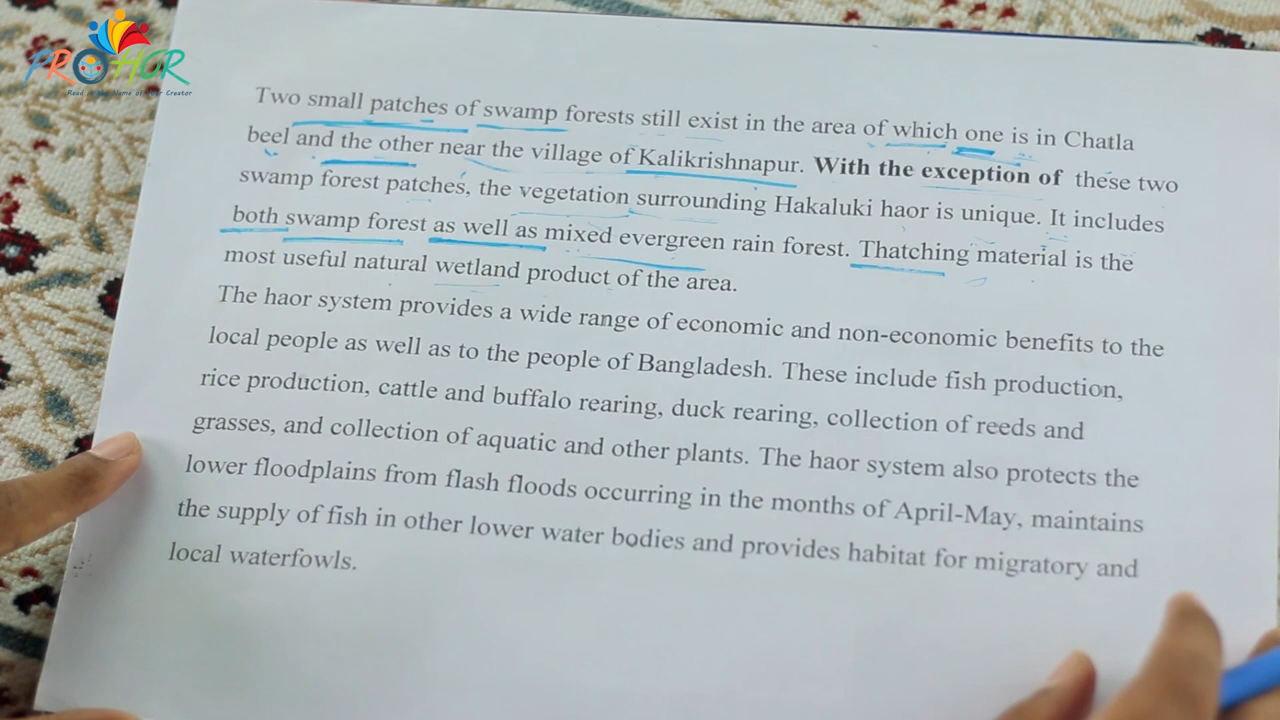 PROHOR
Read in the Name of your Creator
Two small patches of swamp forests still exist in the area of which one is in Chatla
beel and the other near the village of Kalikrishnapur. With the exception of these two
swamp forest patches, the vegetation surrounding Hakaluki haor is unique. It includes
both swamp forest as well as mixed evergreen rain forest. Thatching material is the
most useful natural wetland product of the area.
The haor system provides a wide range of economic and non-economic benefits to the
local people as well as to the people of Bangladesh. These include fish production,
rice production, cattle and buffalo rearing, duck rearing, collection of reeds and
grasses, and collection of aquatic and other plants. The haor system also protects the
lower floodplains from flash floods occurring in the months of April-May, maintains
the supply of fish in other lower water bodies and provides habitat for migratory and
local waterfowls.